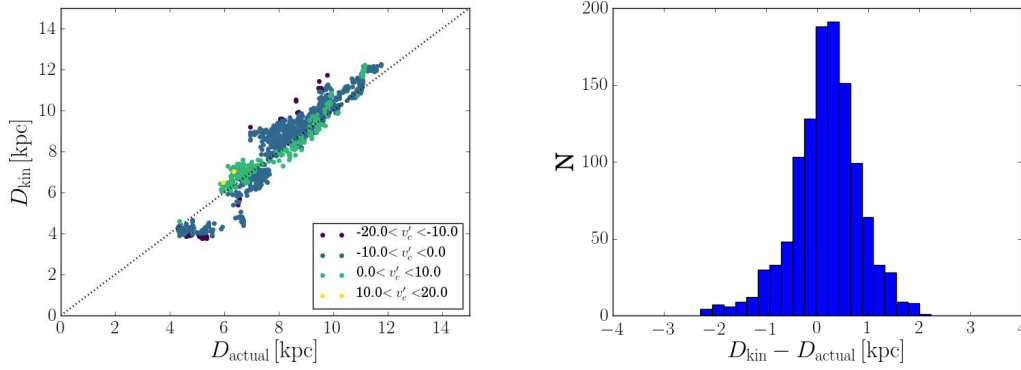 14
12
10
8
6
4
2
0
D_kin [kpc]
-20.0< v'_c <-10.0
-10.0< v'_c <0.0
0.0< v'_c <10.0
10.0< v'_c <20.0
0 2 4 6 8 10 12 14
D_actual [kpc]
200
150
100
50
0
N
−4 −3 −2 −1 0 1 2 3 4
D_kin − D_actual [kpc]